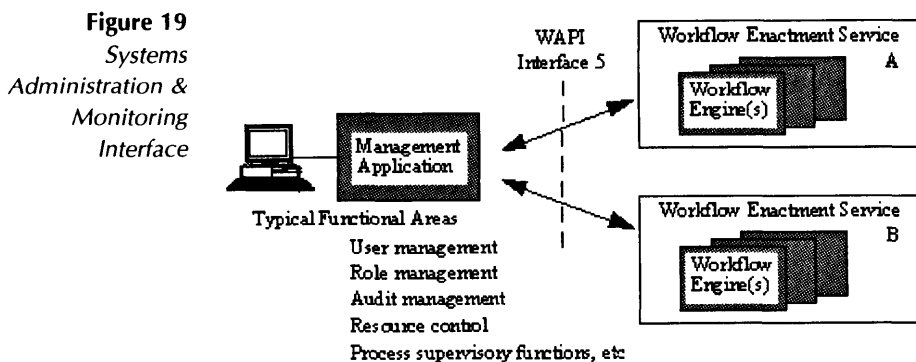 Figure 19
Systems
Administration &
Monitoring
Interface
WAPI
Interface 5
Workflow Enactment Service
A
Workflow
Engine(s)
Management
Application
Typical Functional Areas
User management
Role management
Audit management
Resource control
Process supervisory functions, etc
Workflow Enactment Service
B
Workflow
Engine(s)